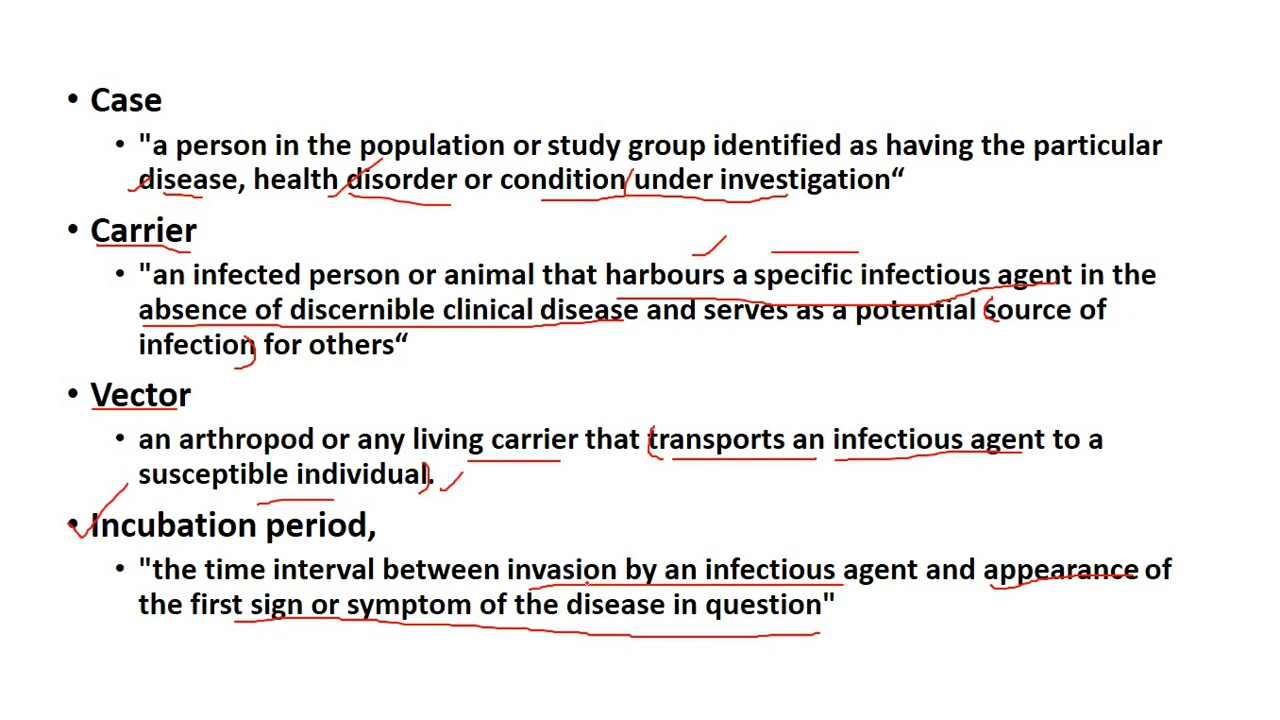 • Case
• "a person in the population or study group identified as having the particular
disease, health disorder or condition under investigation“
• Carrier
• "an infected person or animal that harbours a specific infectious agent in the
absence of discernible clinical disease and serves as a potential source of
infection for others“
• Vector
• an arthropod or any living carrier that transports an infectious agent to a
susceptible individual.
• Incubation period,
• "the time interval between invasion by an infectious agent and appearance of
the first sign or symptom of the disease in question"